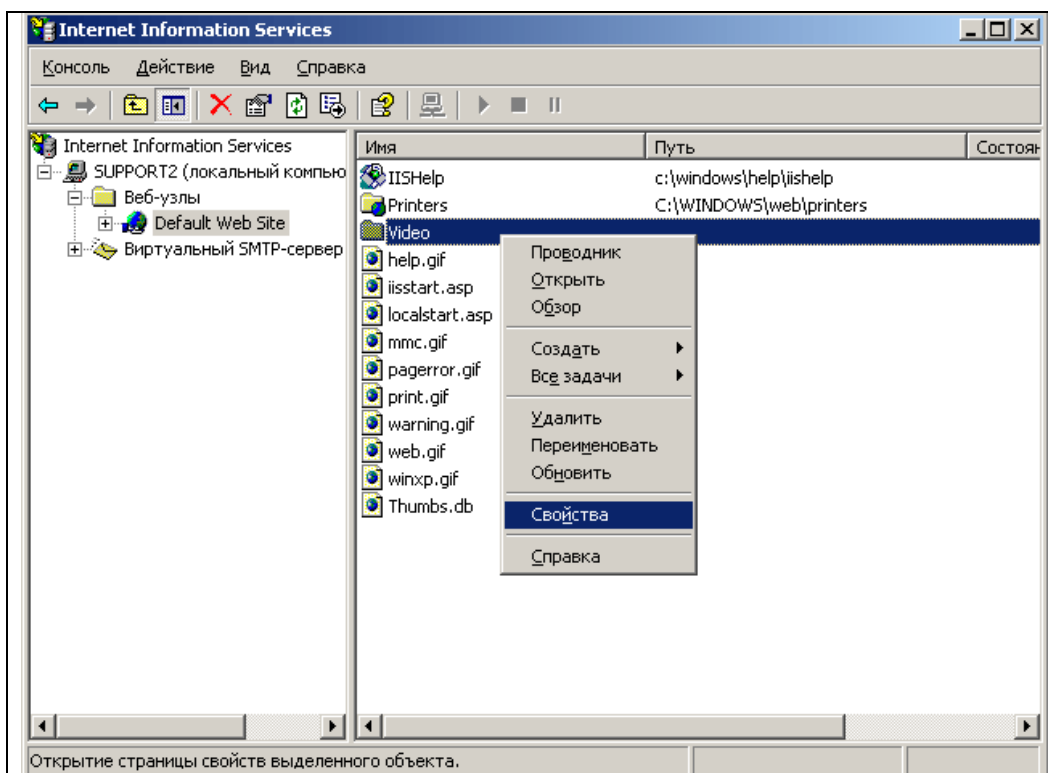 Internet Information Services
Консоль Действие Вид Справка
Internet Information Services
SUPPORT2 (локальный компью
Веб-узлы
Default Web Site
Виртуальный SMTP-сервер
Имя Путь Состоян
IISHelp c:\windows\help\iishelp
Printers C:\WINDOWS\web\printers
Video
help.gif
iisstart.asp
localstart.asp
mmc.gif
pagerror.gif
print.gif
warning.gif
web.gif
winxp.gif
Thumbs.db
Проводник
Открыть
Обзор
Создать
Все задачи
Удалить
Переименовать
Обновить
Свойства
Справка
Открытие страницы свойств выделенного объекта.